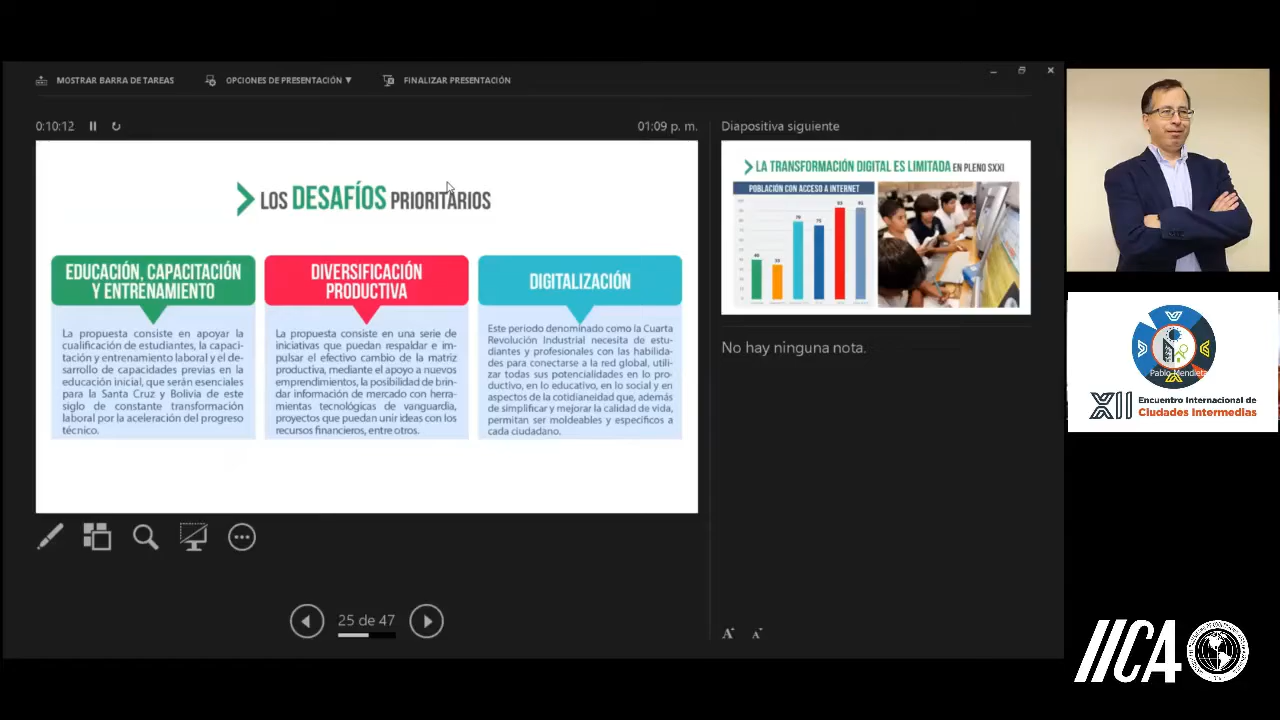 MOSTRAR BARRA DE TAREAS
OPCIONES DE PRESENTACIÓN ▼
FINALIZAR PRESENTACIÓN
0:10:12
01:09 p. m.
LOS DESAFÍOS PRIORITARIOS
EDUCACIÓN, CAPACITACIÓN
Y ENTRENAMIENTO
La propuesta consiste en apoyar la
cualificación de estudiantes, la capaci-
tación y entrenamiento laboral y el de-
sarrollo de capacidades previas en la
educación inicial, que serán esenciales
para la Santa Cruz y Bolivia de este
siglo de constante transformación
laboral por la aceleración del progreso
técnico.
DIVERSIFICACIÓN
PRODUCTIVA
La propuesta consiste en una serie de
iniciativas que puedan respaldar e im-
pulsar el efectivo cambio de la matriz
productiva, mediante el apoyo a nuevos
emprendimientos, la posibilidad de brin-
dar información de mercado con herra-
mientas tecnológicas de vanguardia,
proyectos que puedan unir ideas con los
recursos financieros, entre otros.
DIGITALIZACIÓN
Este periodo denominado como la Cuarta
Revolución Industrial necesita de estu-
diantes y profesionales con las habilida-
des para conectarse a la red global, utili-
zar todas sus potencialidades en lo pro-
ductivo, en lo educativo, en lo social y en
aspectos de la cotidianeidad que, además
de simplificar y mejorar la calidad de vida,
permitan ser moldeables y específicos a
cada ciudadano.
25 de 47
Diapositiva siguiente
LA TRANSFORMACIÓN DIGITAL ES LIMITADA EN PLENO SXXI
POBLACIÓN CON ACCESO A INTERNET
No hay ninguna nota.
A A
Pablo Mendieta
XII Encuentro Internacional de
Ciudades Intermedias
IICA